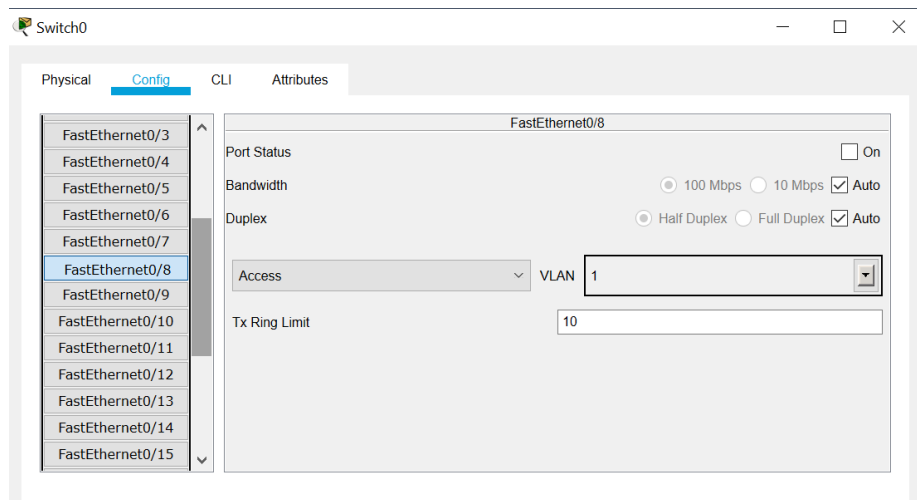 Switch0
Physical Config CLI Attributes
FastEthernet0/3
FastEthernet0/4
FastEthernet0/5
FastEthernet0/6
FastEthernet0/7
FastEthernet0/8
FastEthernet0/9
FastEthernet0/10
FastEthernet0/11
FastEthernet0/12
FastEthernet0/13
FastEthernet0/14
FastEthernet0/15
FastEthernet0/8
Port Status On
Bandwidth 100 Mbps 10 Mbps Auto
Duplex Half Duplex Full Duplex Auto
Access VLAN 1
Tx Ring Limit 10